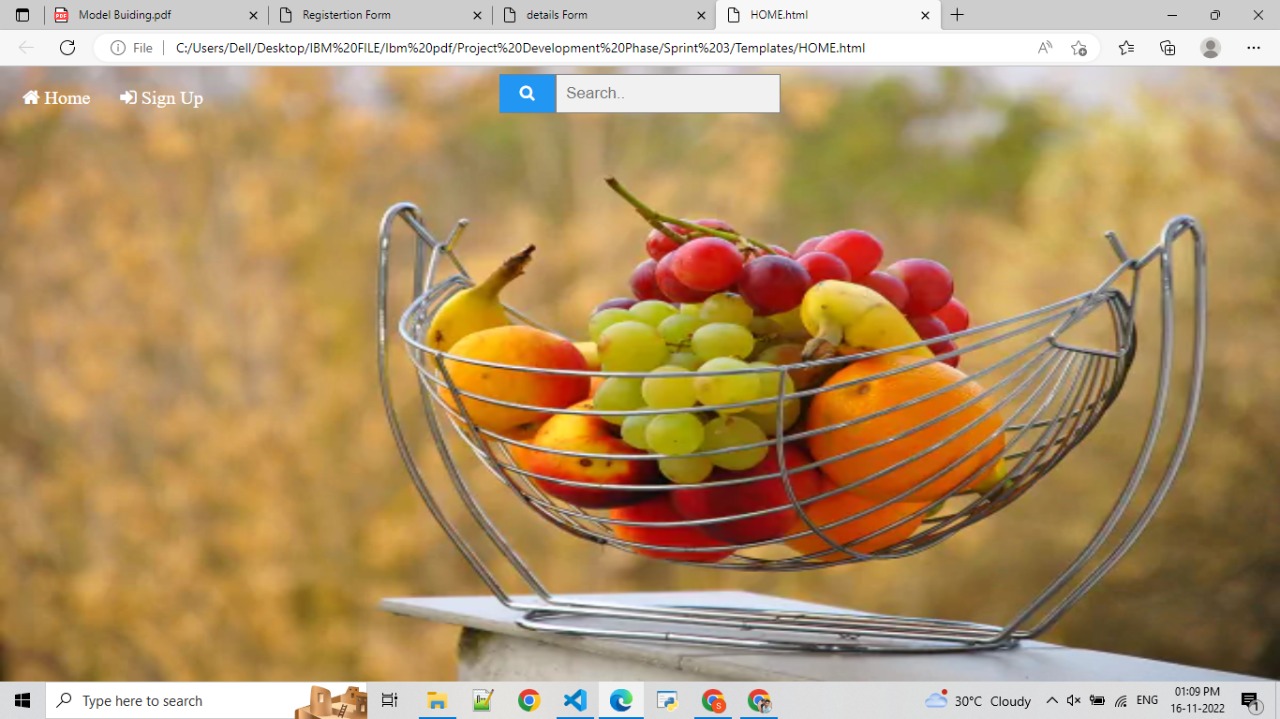 Model Buiding.pdf
Registertion Form
details Form
HOME.html
File
C:/Users/Dell/Desktop/IBM%20FILE/Ibm%20pdf/Project%20Development%20Phase/Sprint%203/Templates/HOME.html
Home
Sign Up
Search..
Type here to search
30°C Cloudy
ENG
01:09 PM
16-11-2022
1